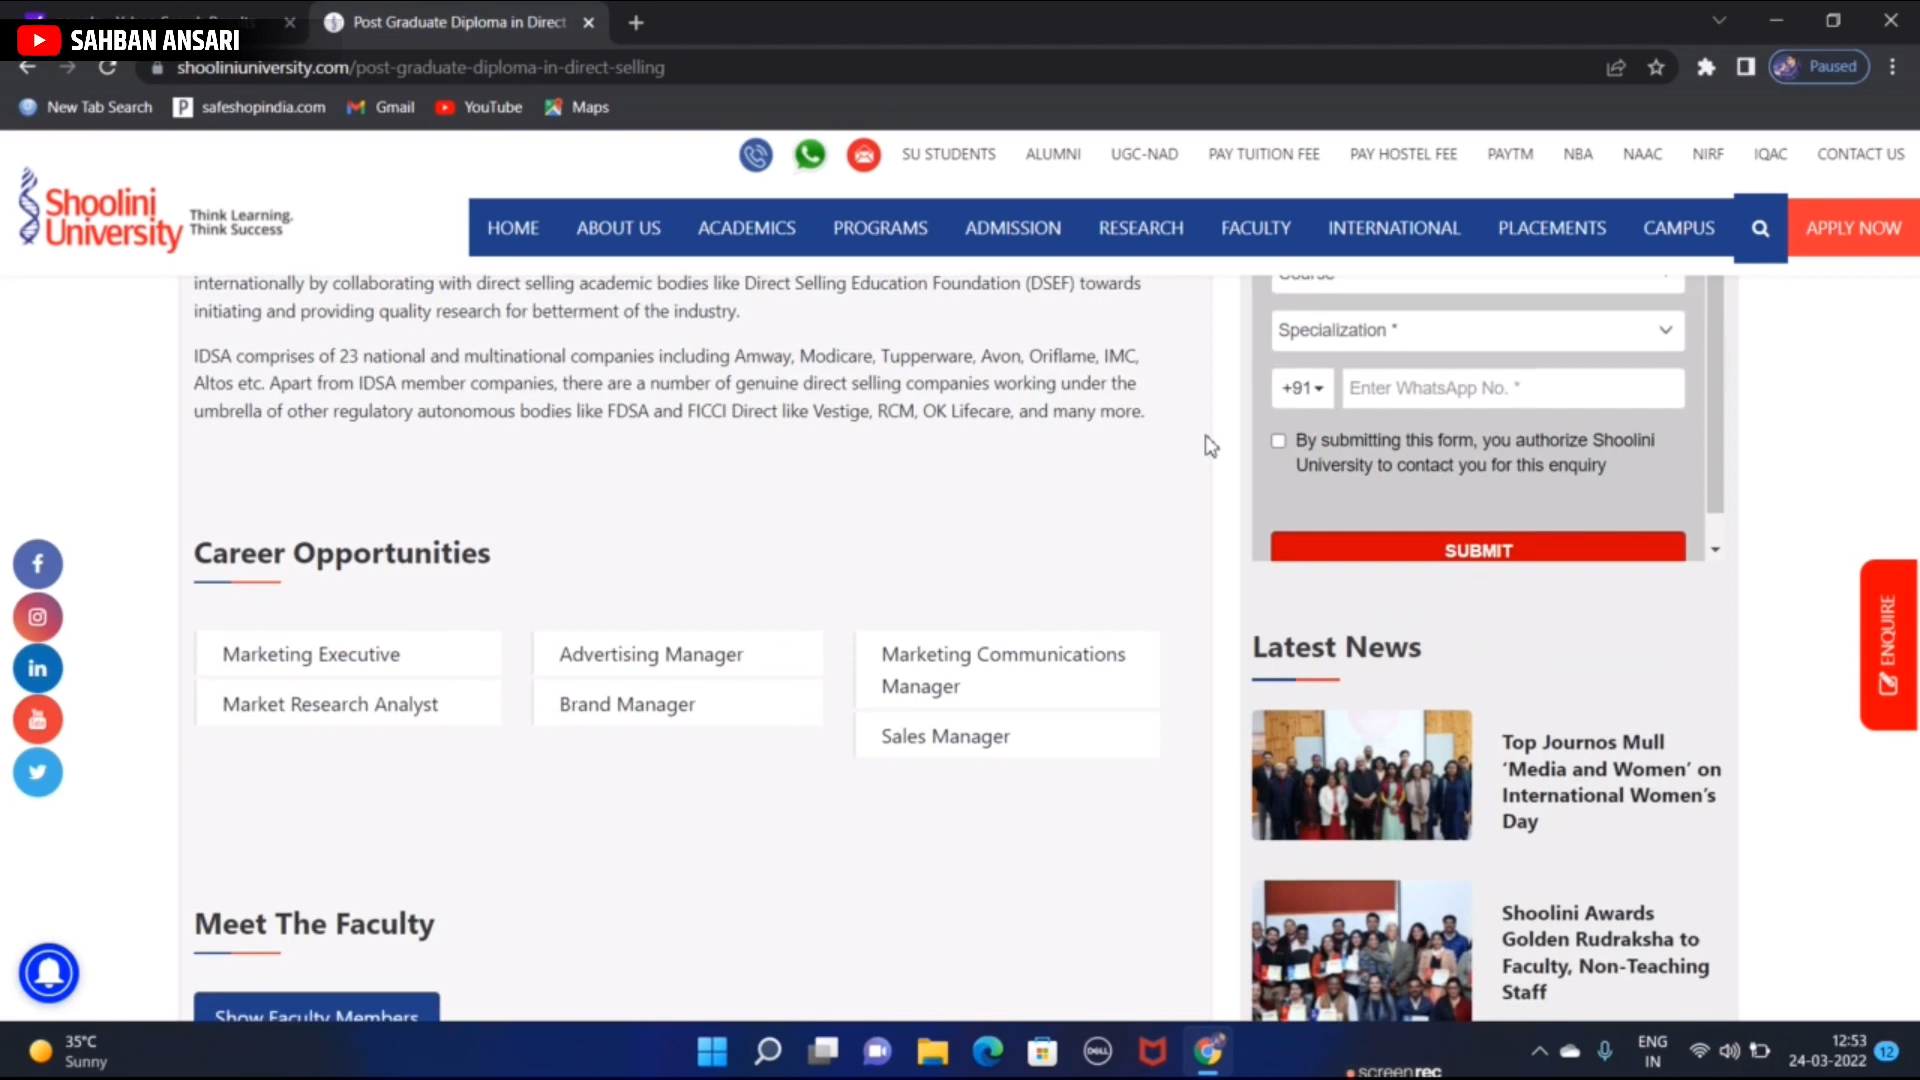 Post Graduate Diploma in Direct
SAHBAN ANSARI
shooliniuniversity.com/post-graduate-diploma-in-direct-selling
Paused
New Tab Search
safeshopindia.com
Gmail
YouTube
Maps
SU STUDENTS
ALUMNI
UGC-NAD
PAY TUITION FEE
PAY HOSTEL FEE
PAYTM
NBA
NAAC
NIRF
IQAC
CONTACT US
Shoolini
University
Think Learning.
Think Success
HOME
ABOUT US
ACADEMICS
PROGRAMS
ADMISSION
RESEARCH
FACULTY
INTERNATIONAL
PLACEMENTS
CAMPUS
APPLY NOW
internationally by collaborating with direct selling academic bodies like Direct Selling Education Foundation (DSEF) towards
initiating and providing quality research for betterment of the industry.
IDSA comprises of 23 national and multinational companies including Amway, Modicare, Tupperware, Avon, Oriflame, IMC,
Altos etc. Apart from IDSA member companies, there are a number of genuine direct selling companies working under the
umbrella of other regulatory autonomous bodies like FDSA and FICCI Direct like Vestige, RCM, OK Lifecare, and many more.
Specialization *
+91
Enter WhatsApp No. *
By submitting this form, you authorize Shoolini
University to contact you for this enquiry
SUBMIT
Career Opportunities
Marketing Executive
Market Research Analyst
Advertising Manager
Brand Manager
Marketing Communications
Manager
Sales Manager
ENQUIRE
Latest News
Top Journos Mull
‘Media and Women’ on
International Women’s
Day
Shoolini Awards
Golden Rudraksha to
Faculty, Non-Teaching
Staff
Meet The Faculty
Show Faculty Members
35°C
Sunny
DELL
ENG
IN
12:53
24-03-2022
12
screenrec